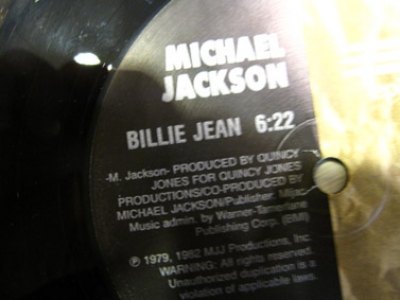 MICHAEL
JACKSON
BILLIE JEAN 6:22
-M. Jackson- PRODUCED BY QUINCY
JONES FOR QUINCY JONES
PRODUCTIONS/CO-PRODUCED BY
MICHAEL JACKSON/Publisher: Mijac
Music admin. by Warner-Tamerlane
Publishing Corp. (BMI)
℗ 1979, 1982 MJJ Productions, Inc.
WARNING: All rights reserved.
Unauthorized duplication is a
violation of applicable laws.